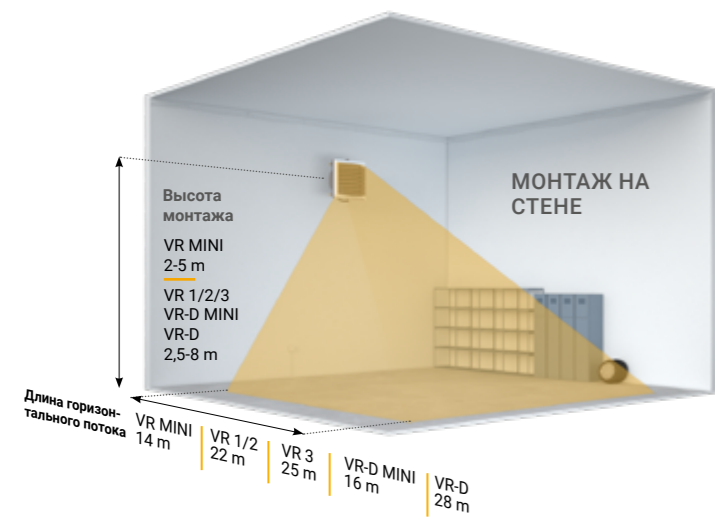 МОНТАЖ НА
СТЕНЕ
Высота
монтажа
VR MINI
2-5 m
VR 1/2/3
VR-D MINI
VR-D
2,5-8 m
Длина горизон-
тального потока
VR MINI
14 m
VR 1/2
22 m
VR 3
25 m
VR-D MINI
16 m
VR-D
28 m